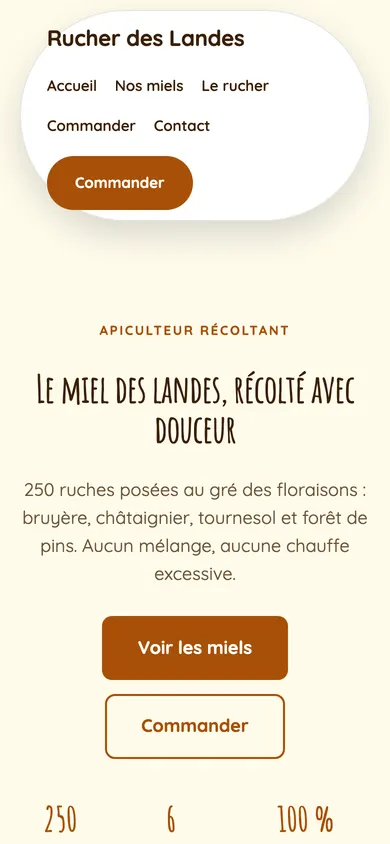 Rucher des Landes
Accueil Nos miels Le rucher
Commander Contact
Commander
APICULTEUR RÉCOLTANT
Le miel des landes, récolté avec
douceur
250 ruches posées au gré des floraisons :
bruyère, châtaignier, tournesol et forêt de
pins. Aucun mélange, aucune chauffe
excessive.
Voir les miels
Commander
250 6 100 %